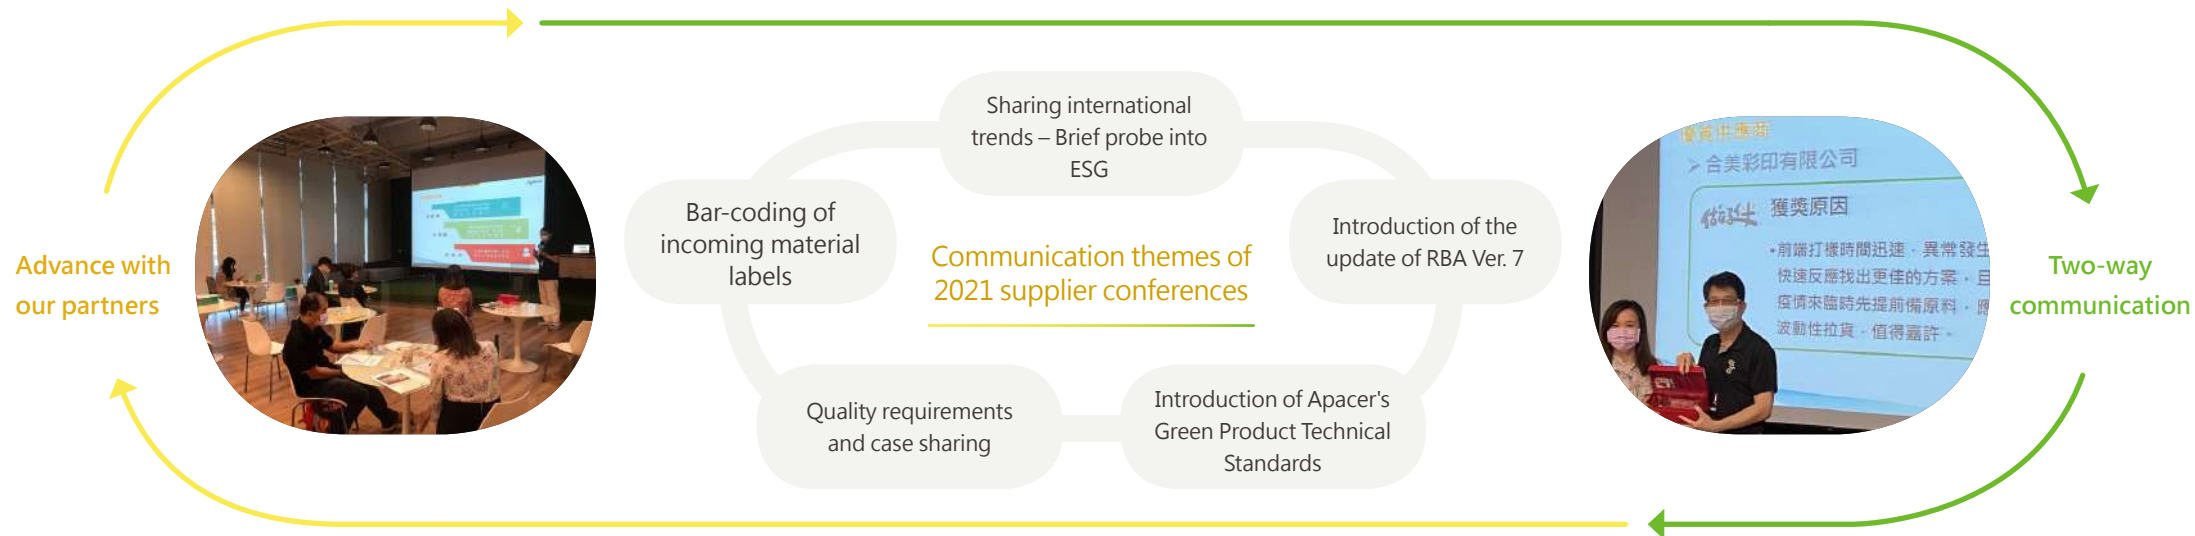 Advance with
our partners
Sharing international
trends – Brief probe into
ESG
Bar-coding of
incoming material
labels
Communication themes of
2021 supplier conferences
Introduction of the
update of RBA Ver. 7
Quality requirements
and case sharing
Introduction of Apacer's
Green Product Technical
Standards
優質供應商
➢ 合美彩印有限公司
獲獎原因
•前端打樣時間迅速,異常發生
快速反應找出更佳的方案,且
疫情來臨時先提前備原料,應
波動性拉貨,值得嘉許。
Two-way
communication